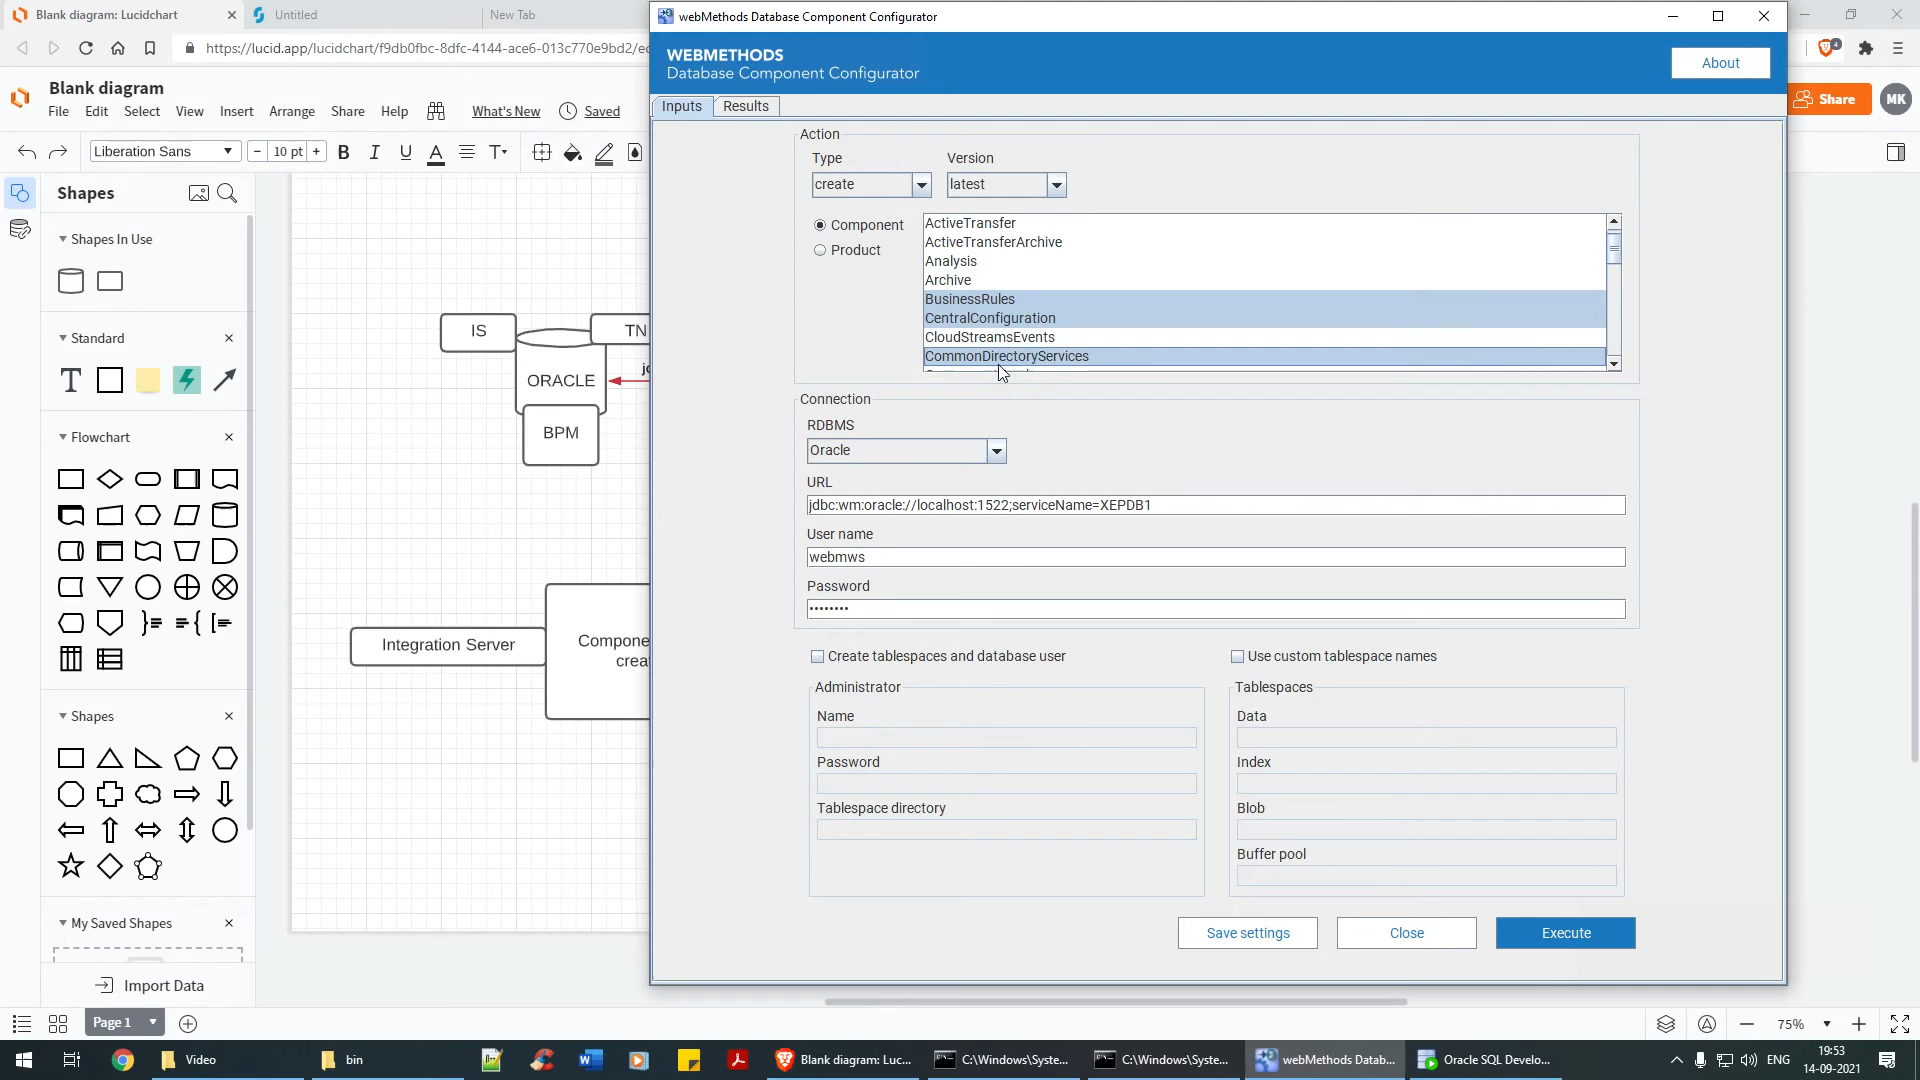 Blank diagram: Lucidchart
Untitled
New Tab
https://lucid.app/lucidchart/f9db0fbc-8dfc-4144-ace6-013c770e9bd2/ed
4
Blank diagram
File Edit Select View Insert Arrange Share Help What's New Saved
Share
MK
Liberation Sans
10 pt
B I U A T
Shapes
Shapes In Use
Standard
T
Flowchart
Shapes
My Saved Shapes
Import Data
IS
TN
ORACLE
BPM
Integration Server
webMethods Database Component Configurator
WEBMETHODS
Database Component Configurator
About
Inputs Results
Action
Type
Version
create
latest
Component
Product
ActiveTransfer
ActiveTransferArchive
Analysis
Archive
BusinessRules
CentralConfiguration
CloudStreamsEvents
CommonDirectoryServices
Connection
RDBMS
Oracle
URL
jdbc:wm:oracle://localhost:1522;serviceName=XEPDB1
User name
webmws
Password
••••••••
Create tablespaces and database user
Use custom tablespace names
Administrator
Name
Password
Tablespace directory
Tablespaces
Data
Index
Blob
Buffer pool
Save settings
Close
Execute
Page 1
75%
Video
bin
Blank diagram: Luc...
C:\Windows\Syste...
C:\Windows\Syste...
webMethods Datab...
Oracle SQL Develo...
ENG
19:53
14-09-2021